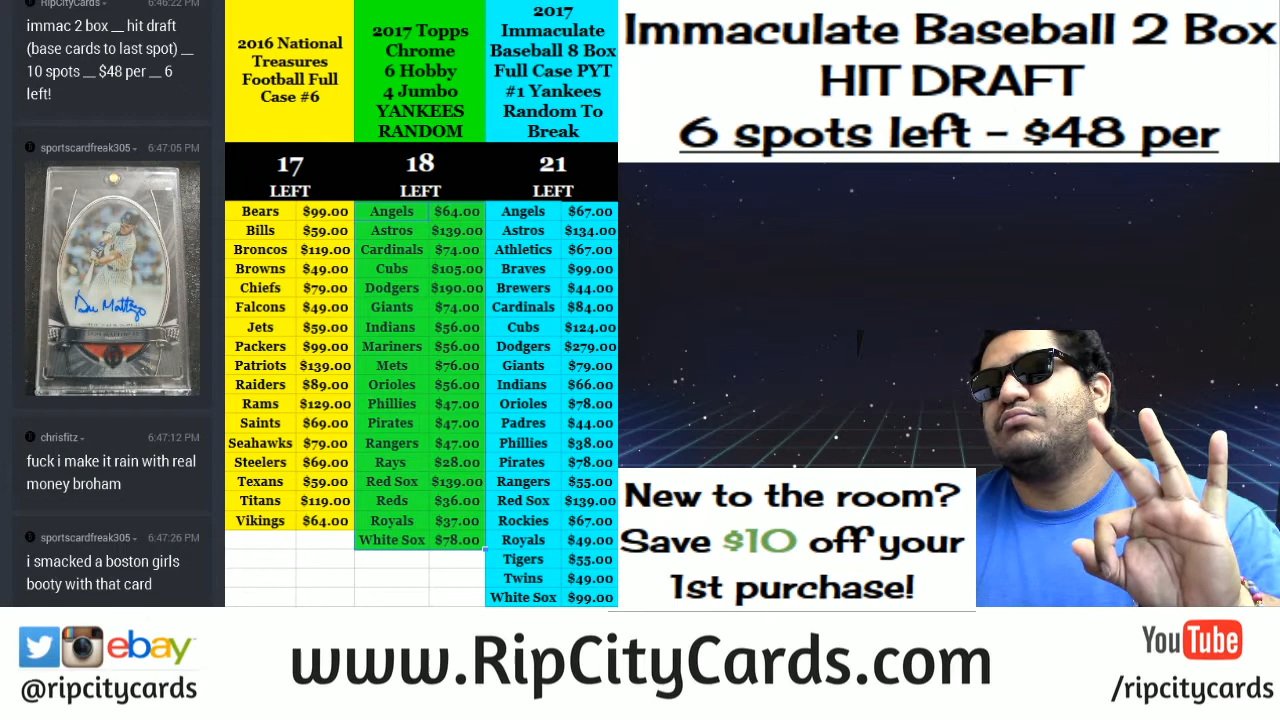 RipCityCards 6:46:22 PM
immac 2 box __ hit draft
(base cards to last spot) __
10 spots __ $48 per __ 6
left!
sportscardfreak305 6:47:05 PM
Don Mattingly
chrisfitz 6:47:12 PM
fuck i make it rain with real
money broham
sportscardfreak305 6:47:26 PM
i smacked a boston girls
booty with that card
2016 National
Treasures
Football Full
Case #6
17
LEFT
Bears $99.00
Bills $59.00
Broncos $119.00
Browns $49.00
Chiefs $79.00
Falcons $49.00
Jets $59.00
Packers $99.00
Patriots $139.00
Raiders $89.00
Rams $129.00
Saints $69.00
Seahawks $79.00
Steelers $69.00
Texans $59.00
Titans $119.00
Vikings $64.00
2017 Topps
Chrome
6 Hobby
4 Jumbo
YANKEES
RANDOM
18
LEFT
Angels $64.00
Astros $139.00
Cardinals $74.00
Cubs $105.00
Dodgers $190.00
Giants $74.00
Indians $56.00
Mariners $56.00
Mets $76.00
Orioles $56.00
Phillies $47.00
Pirates $47.00
Rangers $47.00
Rays $28.00
Red Sox $139.00
Reds $36.00
Royals $37.00
White Sox $78.00
2017
Immaculate
Baseball 8 Box
Full Case PYT
#1 Yankees
Random To
Break
21
LEFT
Angels $67.00
Astros $134.00
Athletics $67.00
Braves $99.00
Brewers $44.00
Cardinals $84.00
Cubs $124.00
Dodgers $279.00
Giants $79.00
Indians $66.00
Orioles $78.00
Padres $44.00
Phillies $38.00
Pirates $78.00
Rangers $55.00
Red Sox $139.00
Rockies $67.00
Royals $49.00
Tigers $55.00
Twins $49.00
White Sox $99.00
Immaculate Baseball 2 Box
HIT DRAFT
6 spots left - $48 per
New to the room?
Save $10 off your
1st purchase!
ebay
@ripcitycards
www.RipCityCards.com
YouTube
/ripcitycards